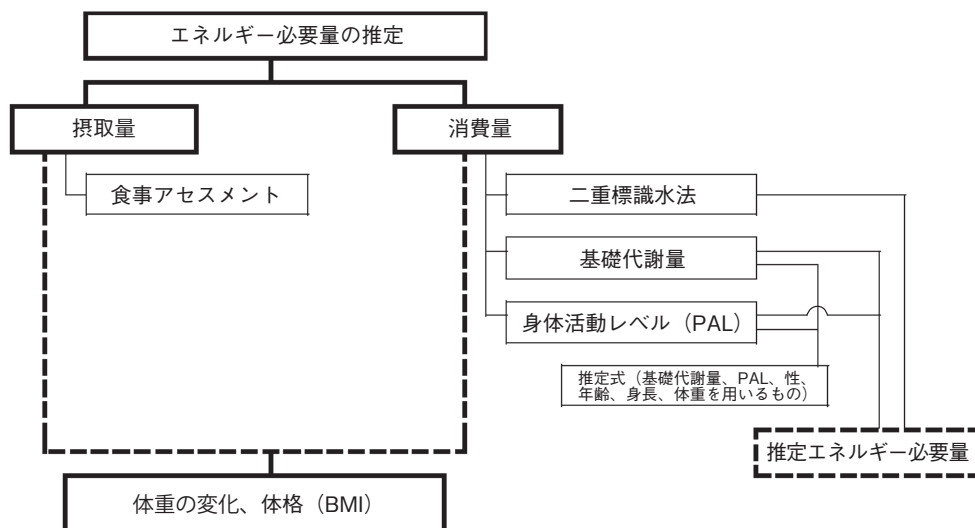 エネルギー必要量の推定
摂取量
消費量
食事アセスメント
二重標識水法
基礎代謝量
身体活動レベル（PAL）
推定式（基礎代謝量、PAL、性、
年齢、身長、体重を用いるもの）
推定エネルギー必要量
体重の変化、体格（BMI）